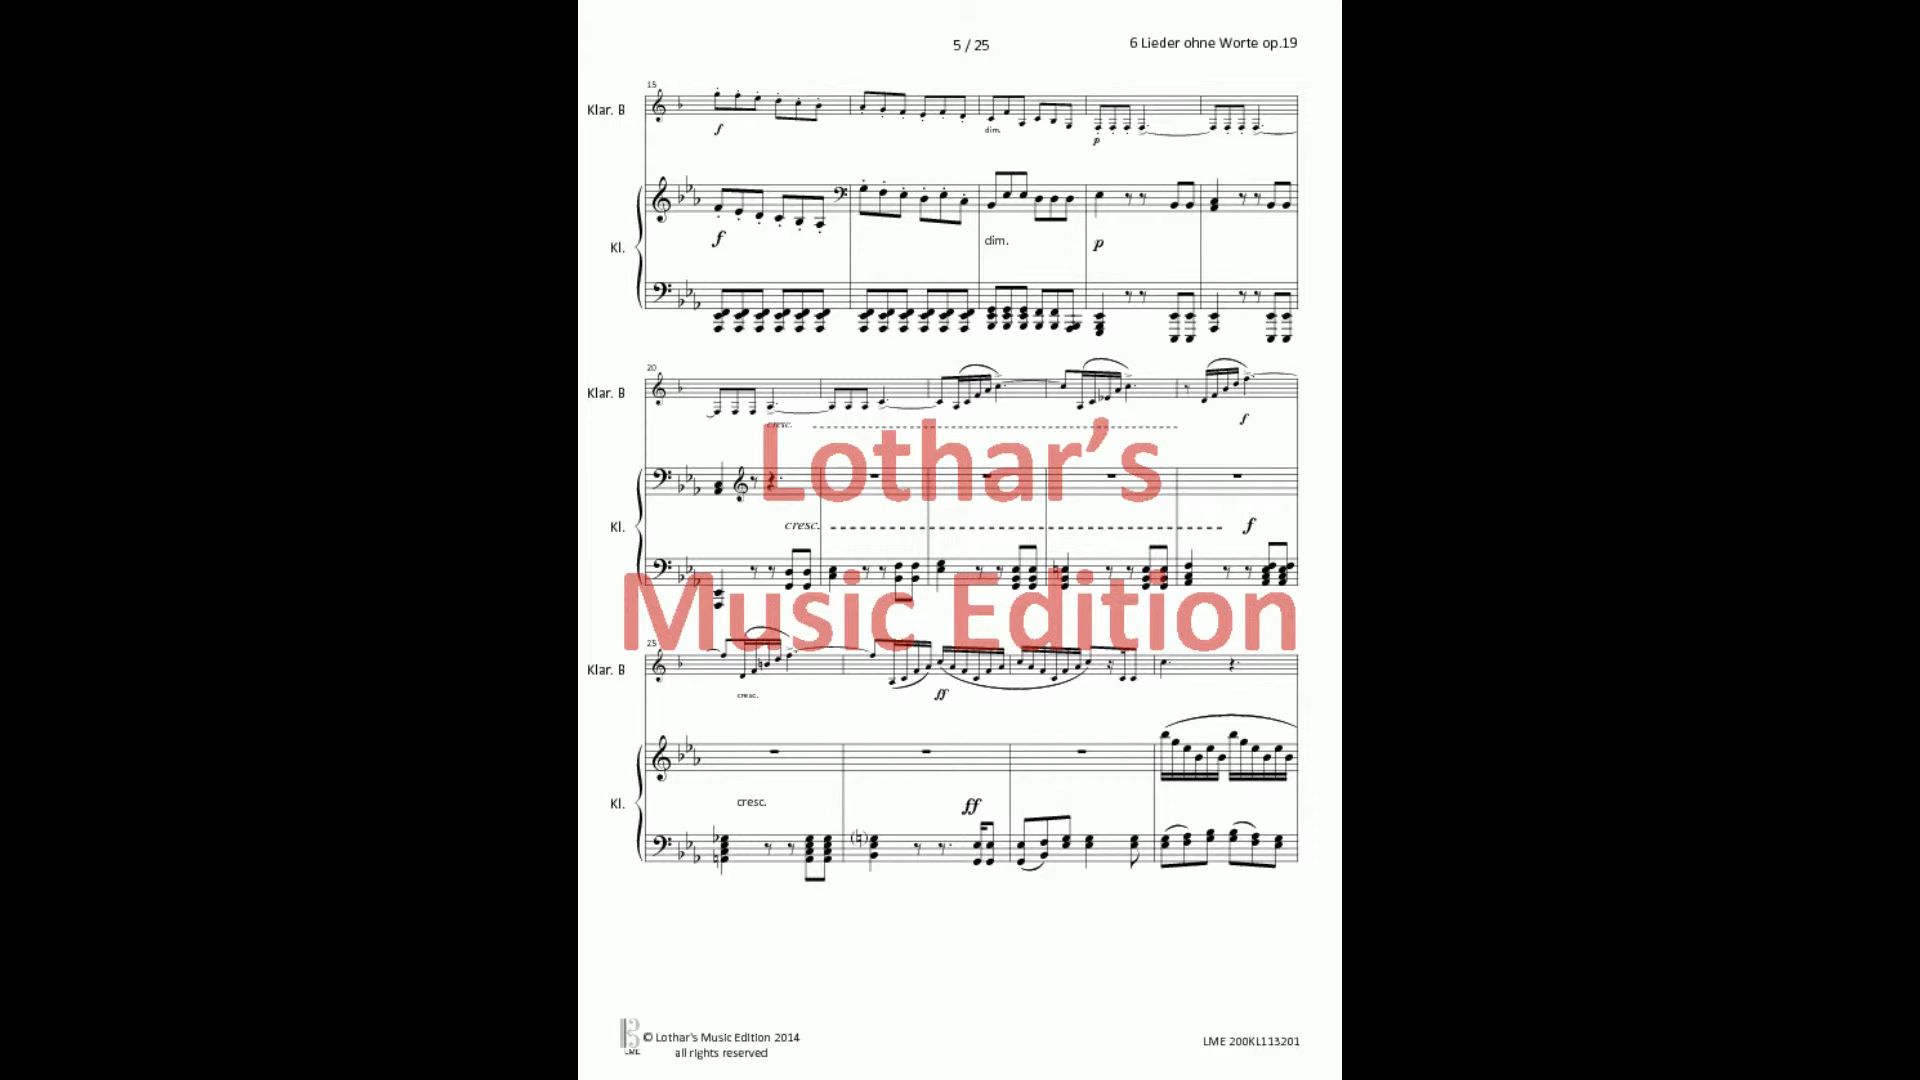 5 / 25
6 Lieder ohne Worte op.19
15
Klar. B
f
dim.
p
Kl.
f
dim.
p
20
Klar. B
cresc.
f
Lothar's
Kl.
cresc.
f
Music Edition
25
Klar. B
cresc.
ff
Kl.
cresc.
ff
© Lothar's Music Edition 2014
all rights reserved
LME
LME 200KL113201